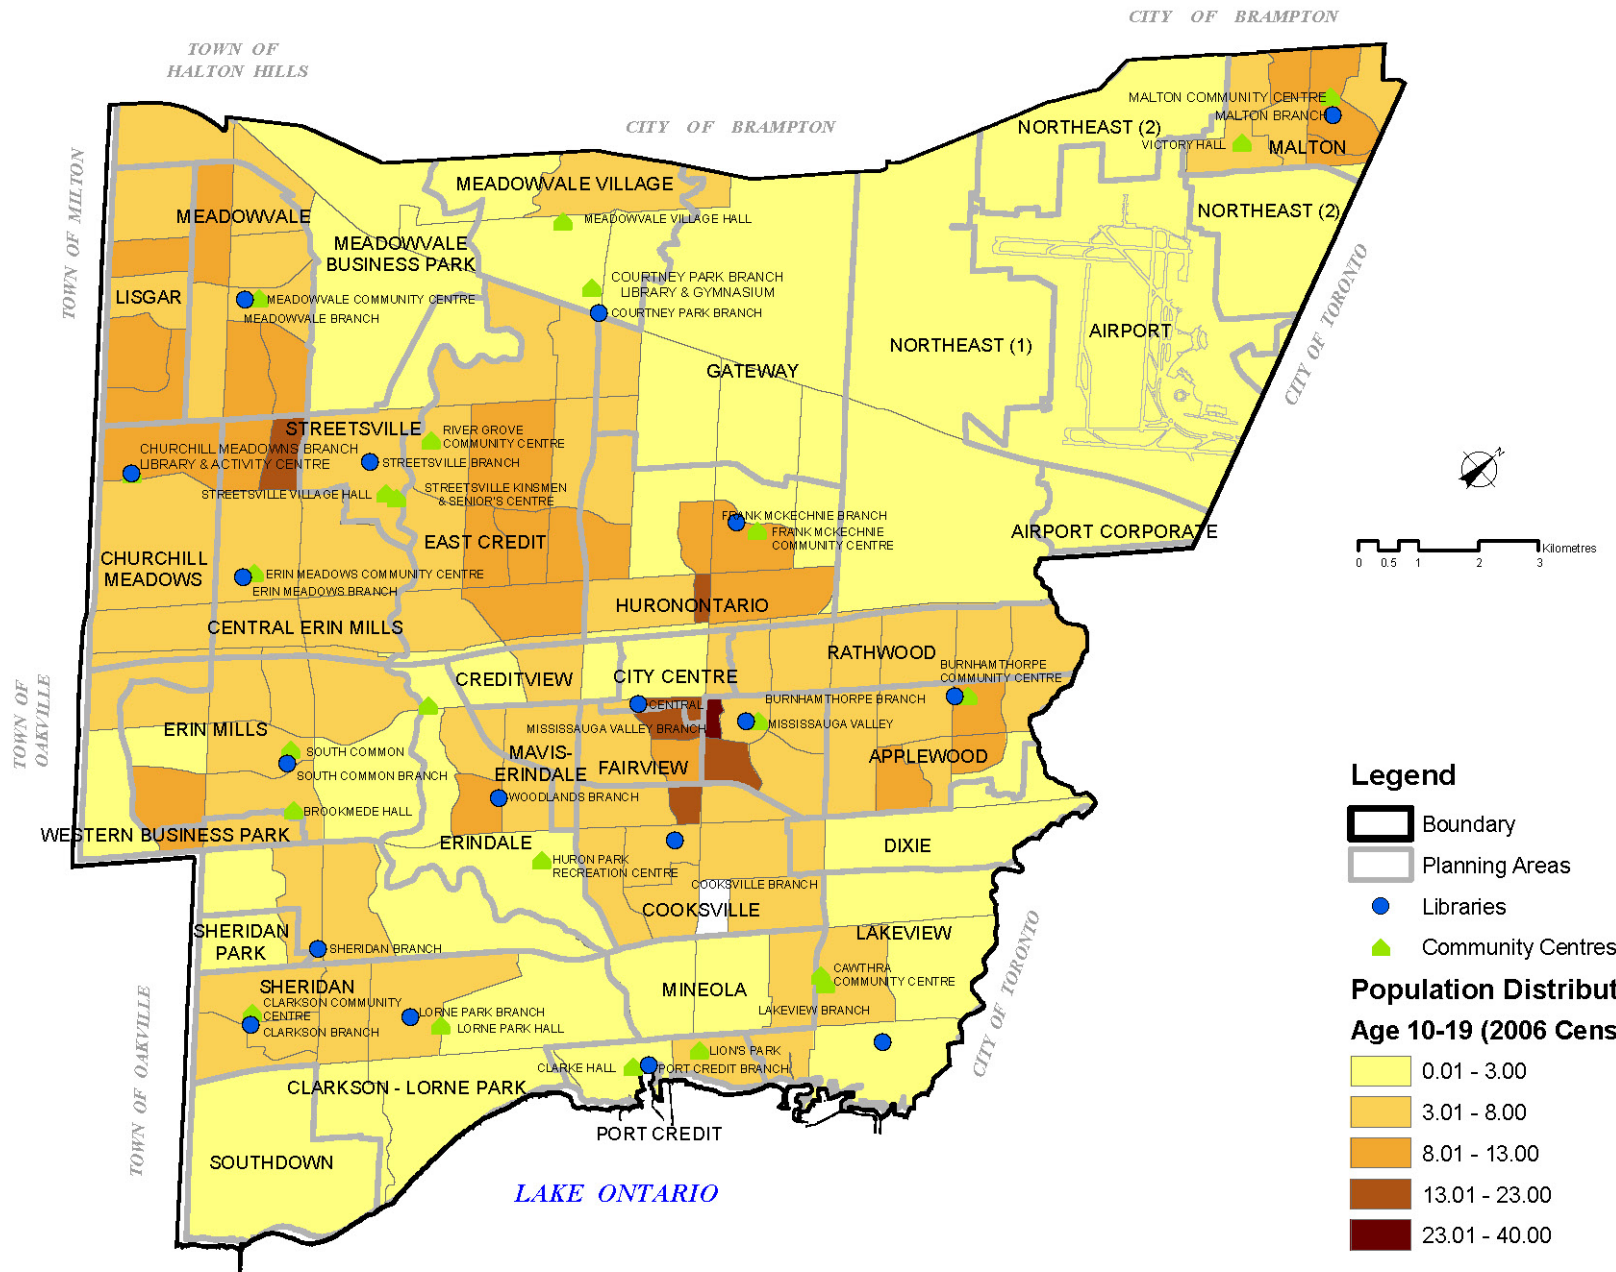 CITY OF BRAMPTON
TOWN OF
HALTON HILLS
CITY OF BRAMPTON
TOWN OF MILTON
MALTON COMMUNITY CENTRE
MALTON BRANCH
NORTHEAST (2)
VICTORY HALL
MALTON
MEADOWVALE VILLAGE
MEADOWVALE
MEADOWVALE VILLAGE HALL
NORTHEAST (2)
MEADOWVALE
BUSINESS PARK
COURTNEY PARK BRANCH
LIBRARY & GYMNASIUM
LISGAR
MEADOWVALE COMMUNITY CENTRE
MEADOWVALE BRANCH
COURTNEY PARK BRANCH
AIRPORT
NORTHEAST (1)
CITY OF TORONTO
GATEWAY
STREETSVILLE
RIVER GROVE
COMMUNITY CENTRE
CHURCHILL MEADOWNS BRANCH
LIBRARY & ACTIVITY CENTRE
STREETSVILLE BRANCH
STREETSVILLE VILLAGE HALL
STREETSVILLE KINSMEN
& SENIOR'S CENTRE
N
FRANK MCKECHNIE BRANCH
FRANK MCKECHNIE
COMMUNITY CENTRE
AIRPORT CORPORATE
EAST CREDIT
Kilometres
0 0.5 1 2 3
CHURCHILL
MEADOWS
ERIN MEADOWS COMMUNITY CENTRE
ERIN MEADOWS BRANCH
HURONONTARIO
CENTRAL ERIN MILLS
RATHWOOD
BURNHAMTHORPE
COMMUNITY CENTRE
CREDITVIEW
CITY CENTRE
TOWN OF
OAKVILLE
BURNHAMTHORPE BRANCH
CENTRAL
MISSISSAUGA VALLEY
MISSISSAUGA VALLEY BRANCH
ERIN MILLS
SOUTH COMMON
SOUTH COMMON BRANCH
MAVIS-
ERINDALE
FAIRVIEW
APPLEWOOD
WOODLANDS BRANCH
BROOKMEDE HALL
WESTERN BUSINESS PARK
ERINDALE
DIXIE
HURON PARK
RECREATION CENTRE
COOKSVILLE BRANCH
COOKSVILLE
SHERIDAN
PARK
SHERIDAN BRANCH
LAKEVIEW
CAWTHRA
COMMUNITY CENTRE
CITY OF TORONTO
SHERIDAN
MINEOLA
CLARKSON COMMUNITY
CENTRE
CLARKSON BRANCH
LORNE PARK BRANCH
LORNE PARK HALL
LAKEVIEW BRANCH
LION'S PARK
CLARKE HALL
PORT CREDIT BRANCH
TOWN OF OAKVILLE
CLARKSON - LORNE PARK
PORT CREDIT
SOUTHDOWN
LAKE ONTARIO
Legend
Boundary
Planning Areas
Libraries
Community Centres
Population Distribut
Age 10-19 (2006 Cens
0.01 - 3.00
3.01 - 8.00
8.01 - 13.00
13.01 - 23.00
23.01 - 40.00